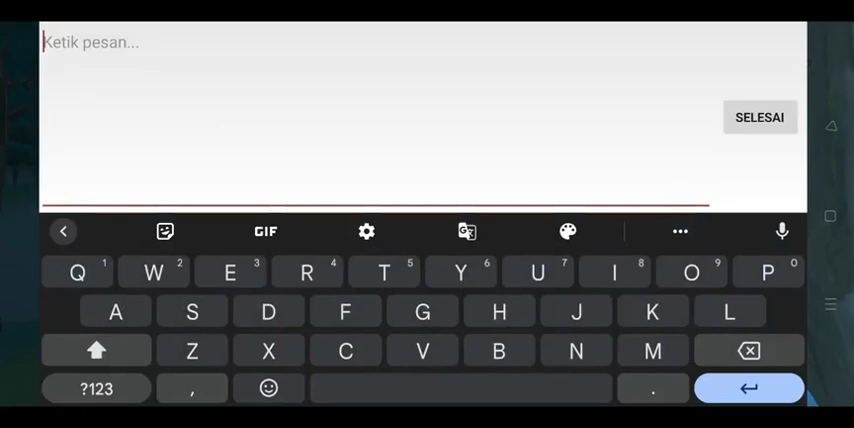 Ketik pesan...
SELESAI
GIF
Q 1 W 2 E 3 R 4 T 5 Y 6 U 7 I 8 O 9 P 0
A S D F G H J K L
Z X C V B N M
?123 , .